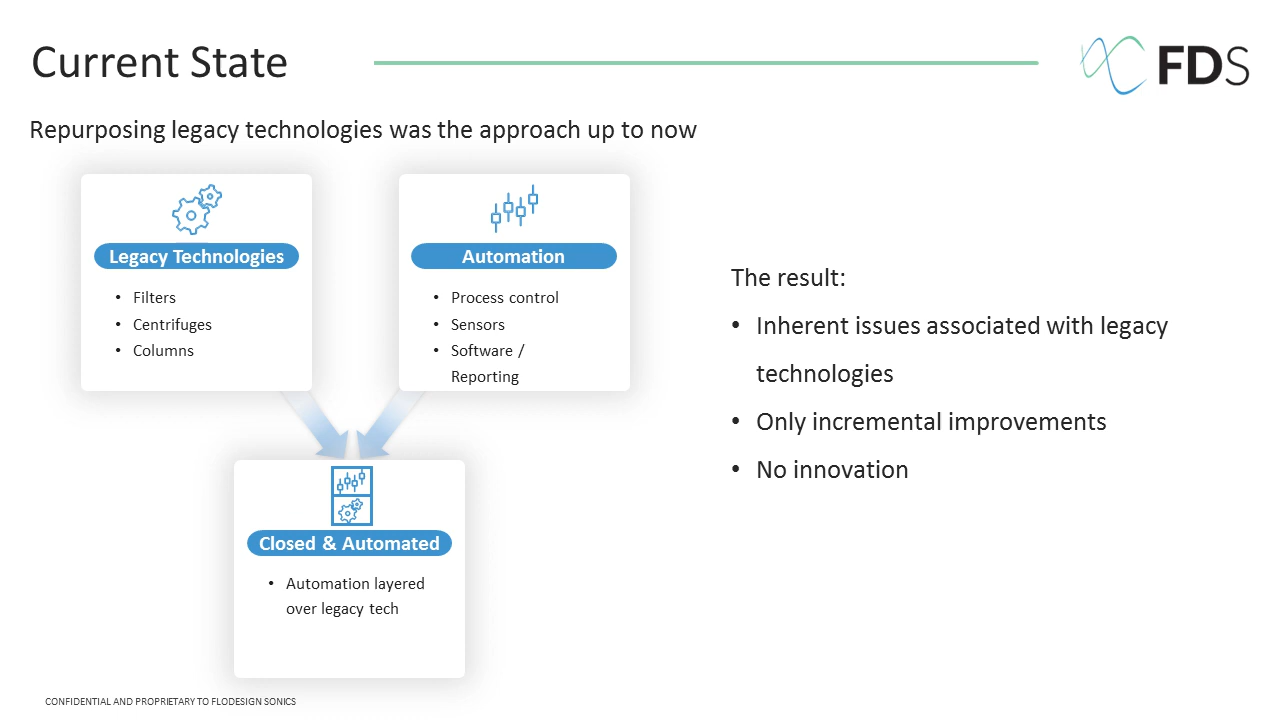 Current State
FDS
Repurposing legacy technologies was the approach up to now
Legacy Technologies
• Filters
• Centrifuges
• Columns
Automation
• Process control
• Sensors
• Software /
Reporting
Closed & Automated
• Automation layered
over legacy tech
The result:
• Inherent issues associated with legacy
technologies
• Only incremental improvements
• No innovation
CONFIDENTIAL AND PROPRIETARY TO FLODESIGN SONICS